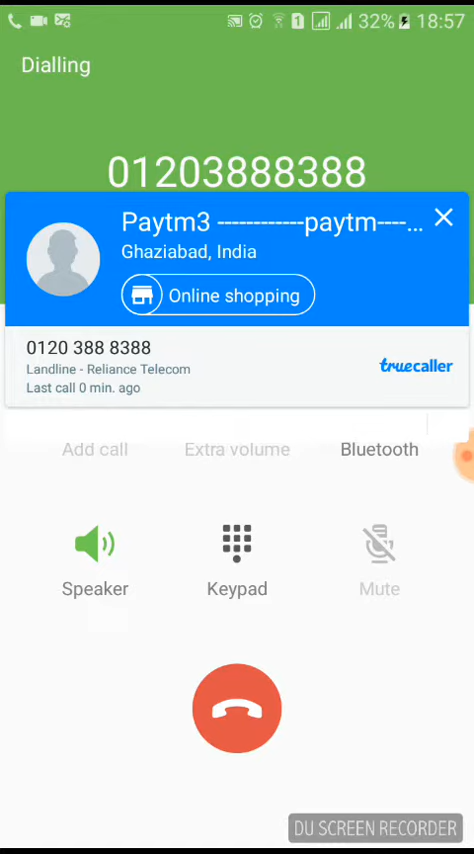 32% 18:57
Dialling
01203888388
Paytm3 ------------paytm----...
Ghaziabad, India
Online shopping
0120 388 8388
Landline - Reliance Telecom
Last call 0 min. ago
truecaller
Add call Extra volume Bluetooth
Speaker Keypad Mute
DU SCREEN RECORDER